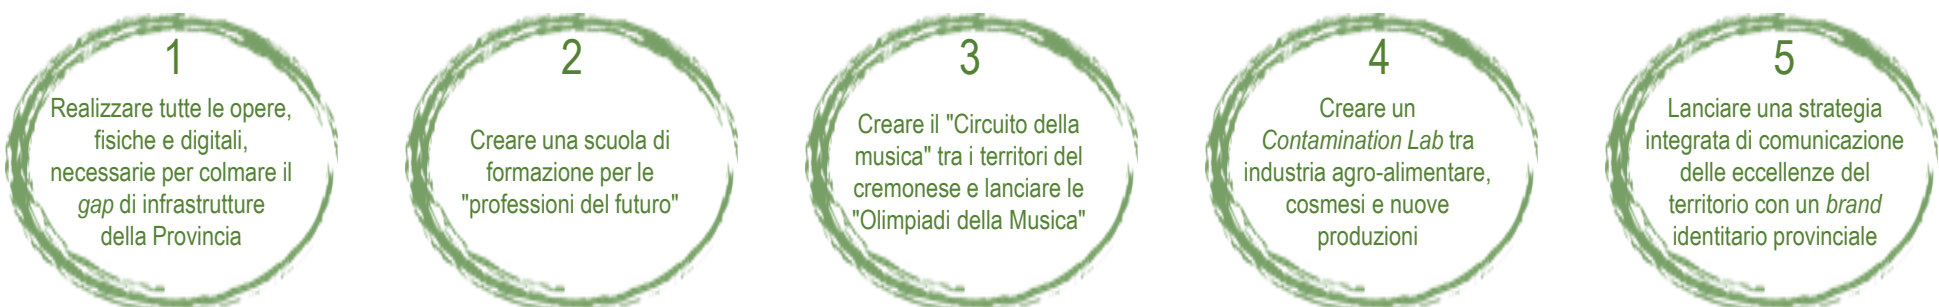 1
Realizzare tutte le opere,
fisiche e digitali,
necessarie per colmare il
gap di infrastrutture
della Provincia
2
Creare una scuola di
formazione per le
"professioni del futuro"
3
Creare il "Circuito della
musica" tra i territori del
cremonese e lanciare le
"Olimpiadi della Musica"
4
Creare un
Contamination Lab tra
industria agro-alimentare,
cosmesi e nuove
produzioni
5
Lanciare una strategia
integrata di comunicazione
delle eccellenze del
territorio con un brand
identitario provinciale